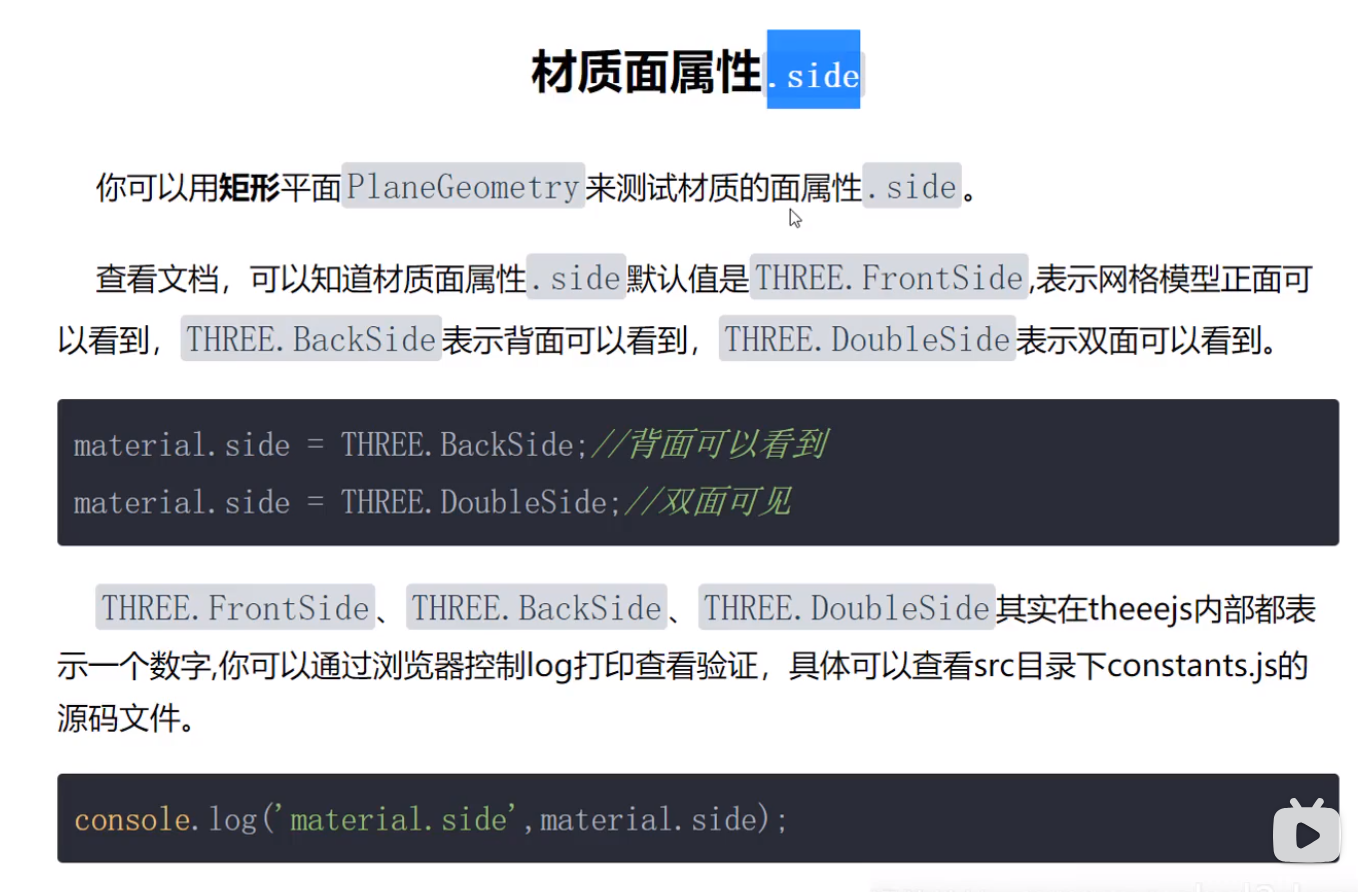 材质面属性.side
你可以用矩形平面PlaneGeometry来测试材质的面属性.side。
查看文档，可以知道材质面属性.side默认值是THREE.FrontSide,表示网格模型正面可
以看到，THREE.BackSide表示背面可以看到，THREE.DoubleSide表示双面可以看到。
material.side = THREE.BackSide;//背面可以看到
material.side = THREE.DoubleSide;//双面可见
THREE.FrontSide、THREE.BackSide、THREE.DoubleSide其实在theeejs内部都表
示一个数字,你可以通过浏览器控制log打印查看验证，具体可以查看src目录下constants.js的
源码文件。
console.log('material.side',material.side);